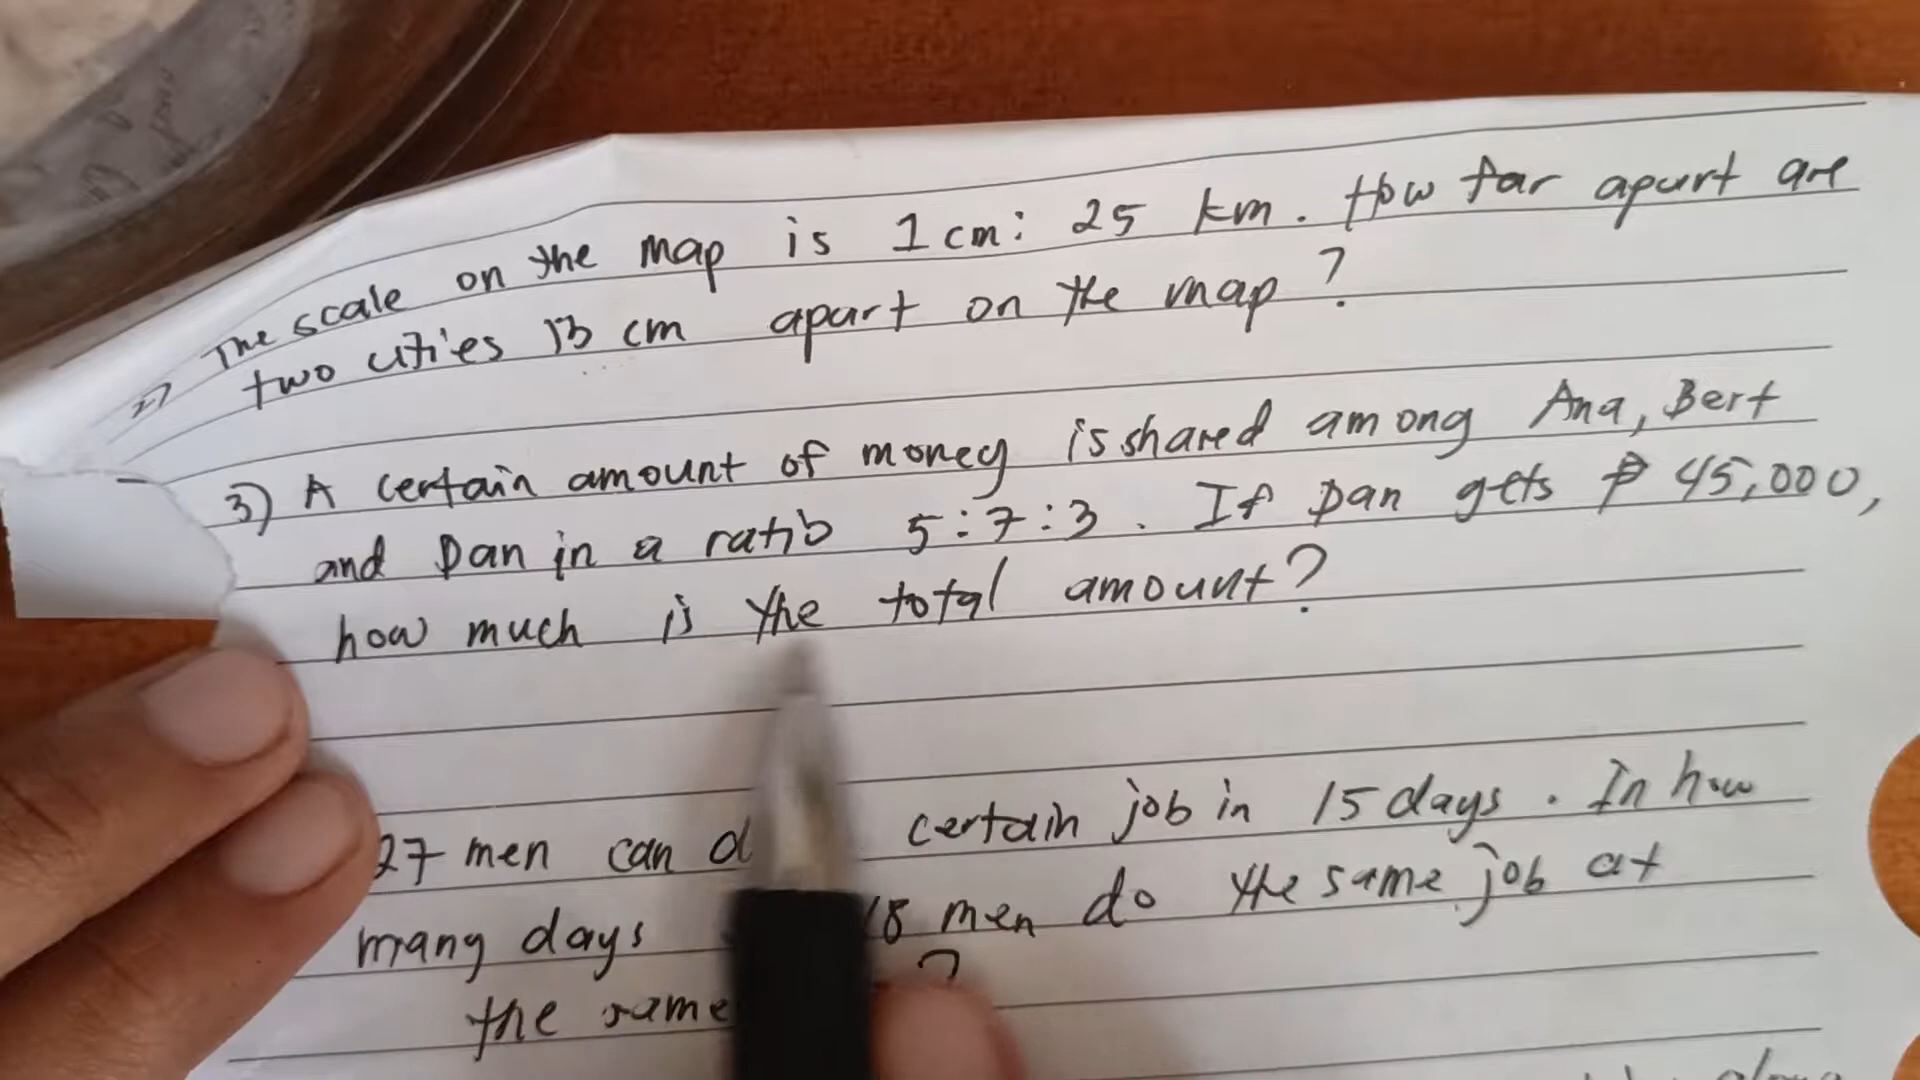 2) The scale on the map is 1 cm : 25 km. How far apart are
two cities 13 cm apart on the map ?
3) A certain amount of money is shared among Ana, Bert
and Dan in a ratio 5 : 7 : 3 . If Dan gets ₱ 45,000,
how much is the total amount?
27 men can d certain job in 15 days . In how
many days 18 men do the same job at
the same ?